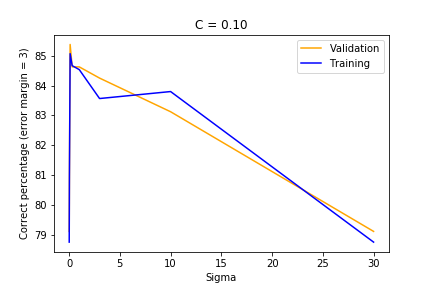 C = 0.10
Correct percentage (error margin = 3)
85
84
83
82
81
80
79
Validation
Training
0 5 10 15 20 25 30
Sigma